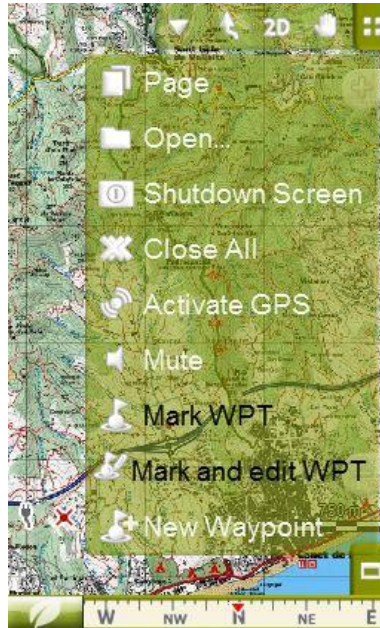 2D
Page
Open...
Shutdown Screen
Close All
Activate GPS
Mute
Mark WPT
Mark and edit WPT
750 m
New Waypoint
W NW N NE E